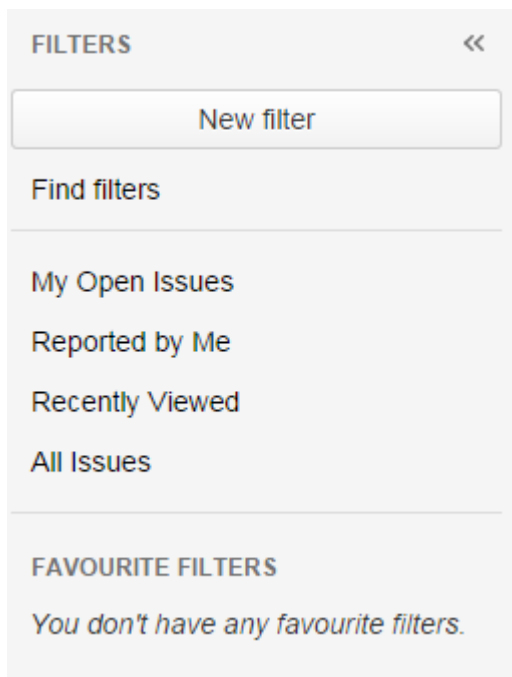 FILTERS «
New filter
Find filters
My Open Issues
Reported by Me
Recently Viewed
All Issues
FAVOURITE FILTERS
You don't have any favourite filters.